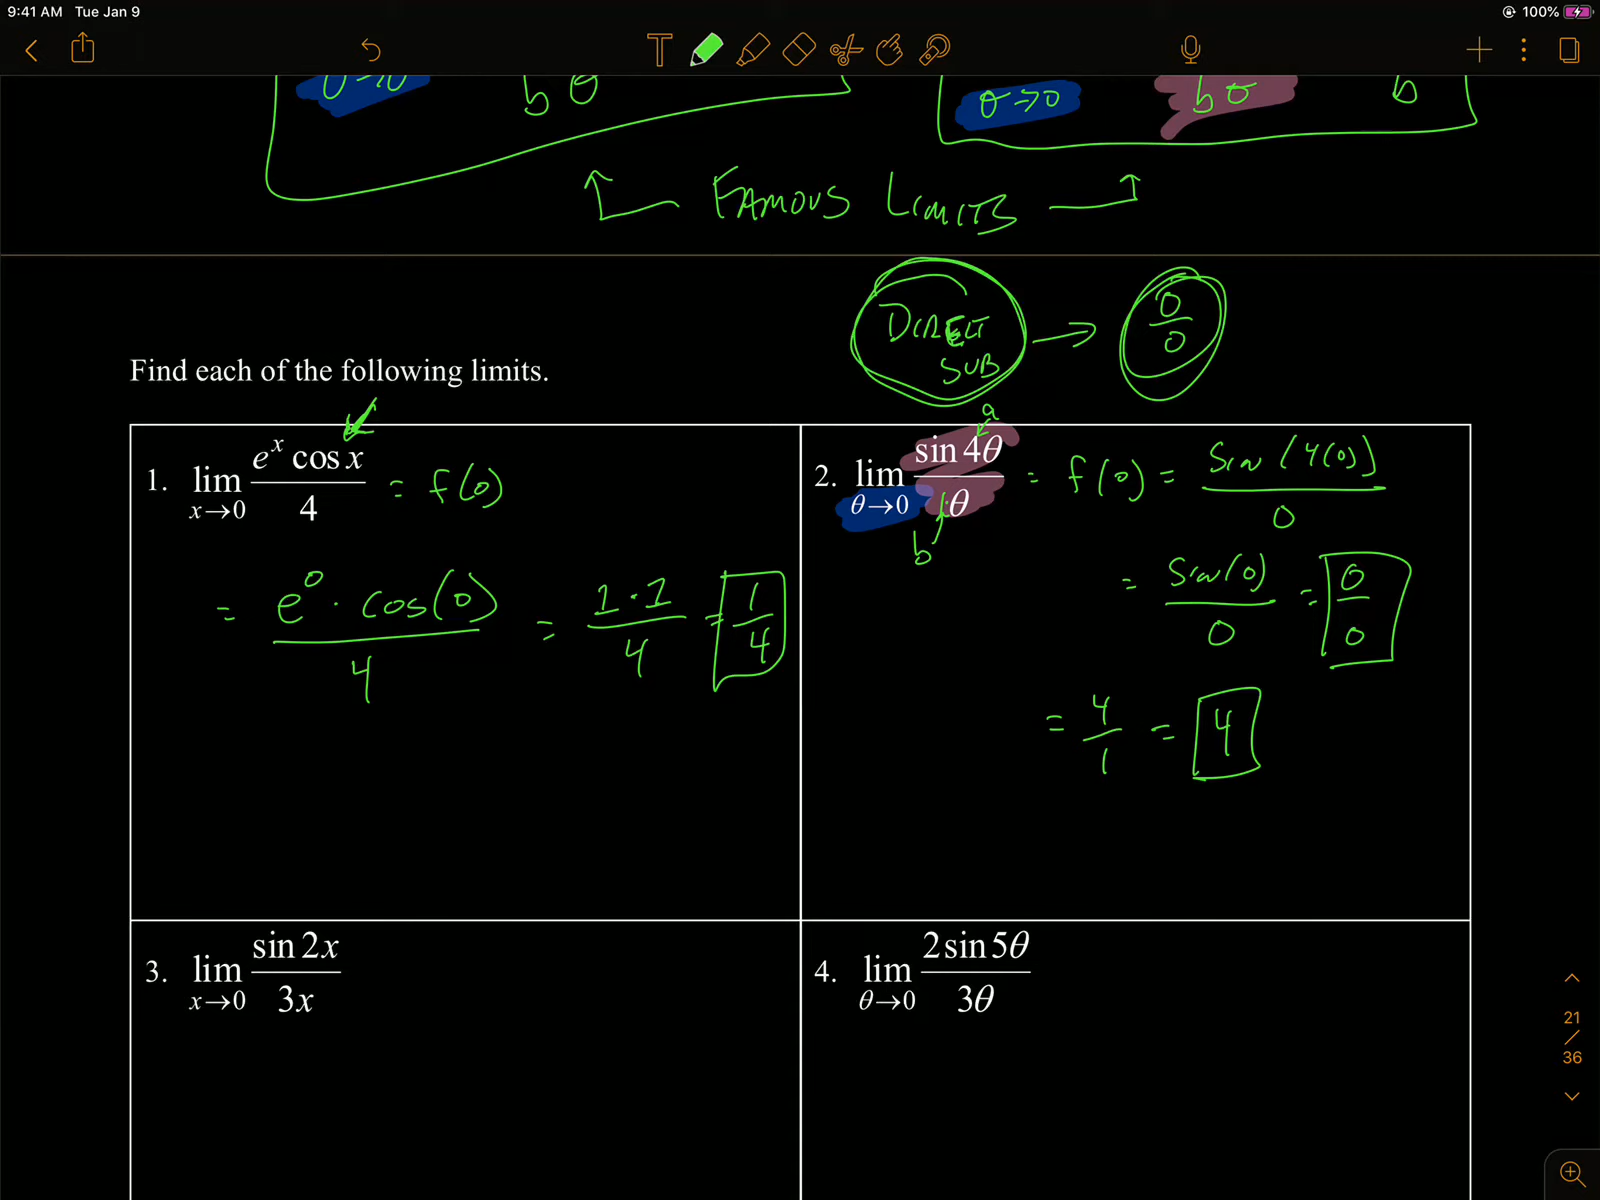 9:41 AM Tue Jan 9
100%
θ→0 b θ
θ→0 b θ b
FAMOUS LIMITS
DIRECT SUB → 0/0
Find each of the following limits.
1. lim x→0 e^x cos x / 4 = f(0)
= e^0 · cos(0) / 4 = 1·1 / 4 = 1/4
a
2. lim θ→0 sin 4θ / θ = f(0) = sin(4(0)) / 0
b
= sin(0) / 0 = 0/0
= 4/1 = 4
3. lim x→0 sin 2x / 3x
4. lim θ→0 2 sin 5θ / 3θ
21 / 36